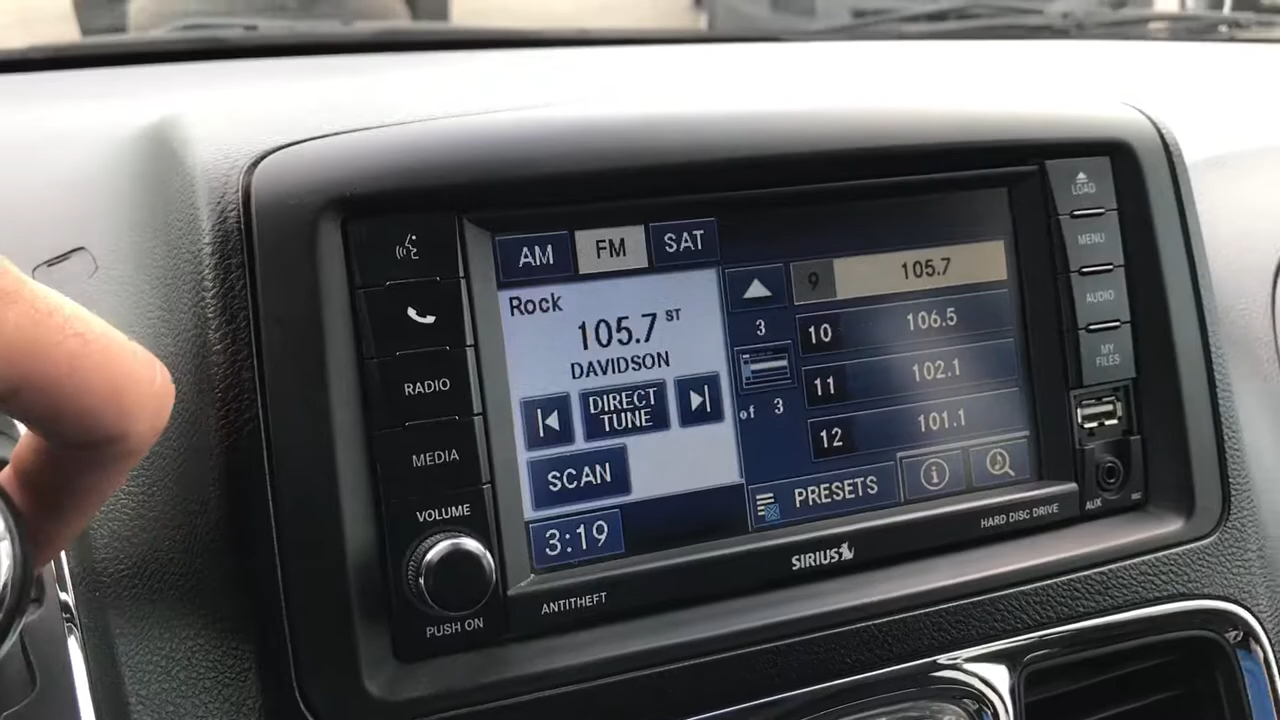 AM
FM
SAT
Rock
105.7 ST
DAVIDSON
DIRECT
TUNE
SCAN
3:19
3
of 3
9 105.7
10 106.5
11 102.1
12 101.1
PRESETS
RADIO
MEDIA
VOLUME
PUSH ON
ANTITHEFT
SIRIUS
HARD DISC DRIVE
LOAD
MENU
AUDIO
MY
FILES
AUX